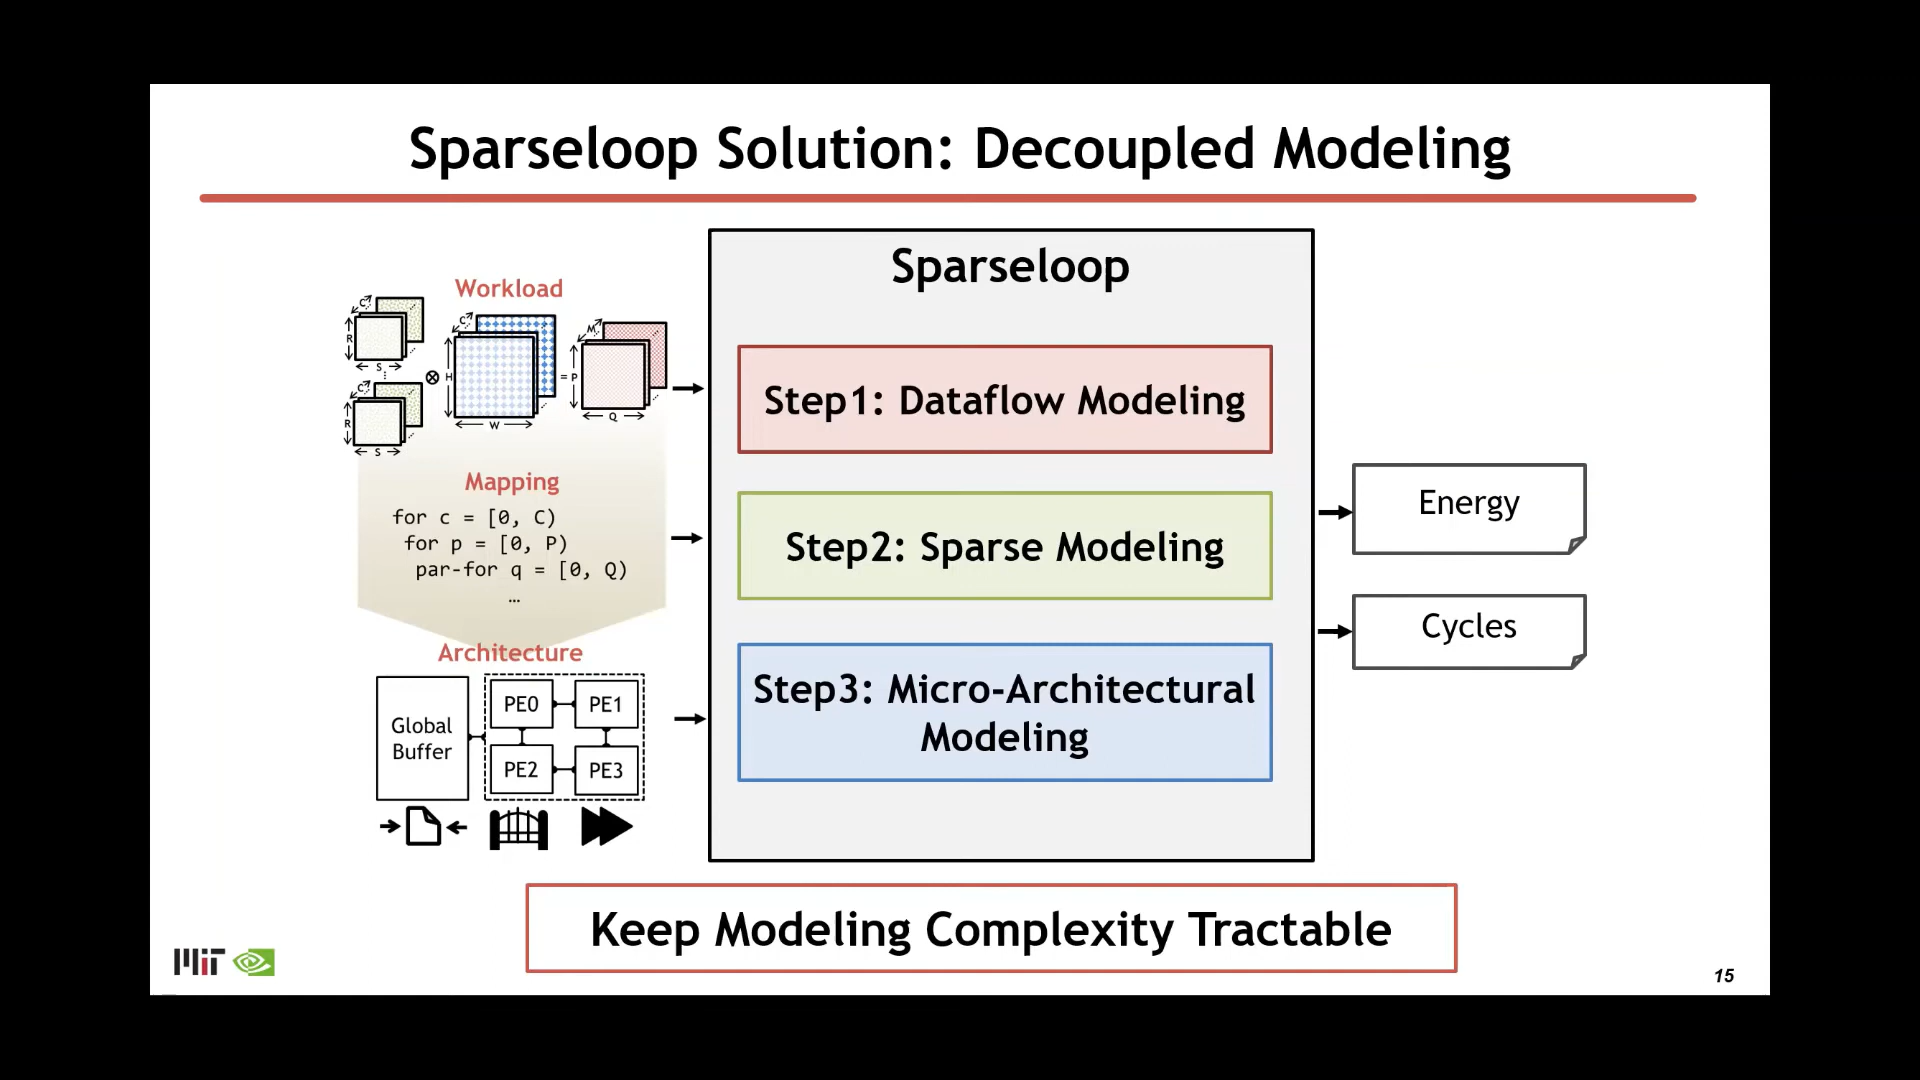 Sparseloop Solution: Decoupled Modeling
Workload
C
R
S
C
R
S
⊗
C
H
W
=
M
P
Q
Mapping
for c = [0, C)
for p = [0, P)
par-for q = [0, Q)
…
Architecture
Global
Buffer
PE0
PE1
PE2
PE3
Sparseloop
Step1: Dataflow Modeling
Step2: Sparse Modeling
Step3: Micro-Architectural
Modeling
Energy
Cycles
Keep Modeling Complexity Tractable
MIT
15